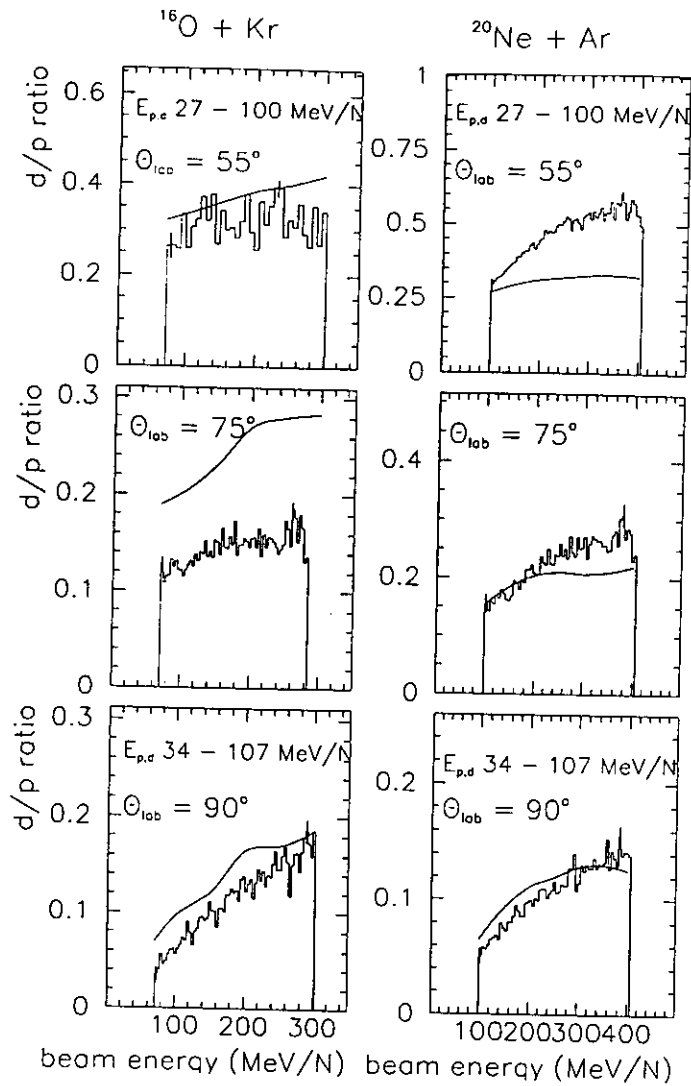 ¹⁶O + Kr
²⁰Ne + Ar
d/p ratio
0.6
0.4
0.2
0
E_p,d 27 – 100 MeV/N
Θ_lab = 55°
1
0.75
0.5
0.25
0
E_p,d 27 – 100 MeV/N
Θ_lab = 55°
d/p ratio
0.3
0.2
0.1
0
Θ_lab = 75°
0.4
0.2
0
Θ_lab = 75°
d/p ratio
0.3
0.2
0.1
0
E_p,d 34 – 107 MeV/N
Θ_lab = 90°
0.2
0.1
0
E_p,d 34 – 107 MeV/N
Θ_lab = 90°
100 200 300
100 200 300 400
beam energy (MeV/N)
beam energy (MeV/N)